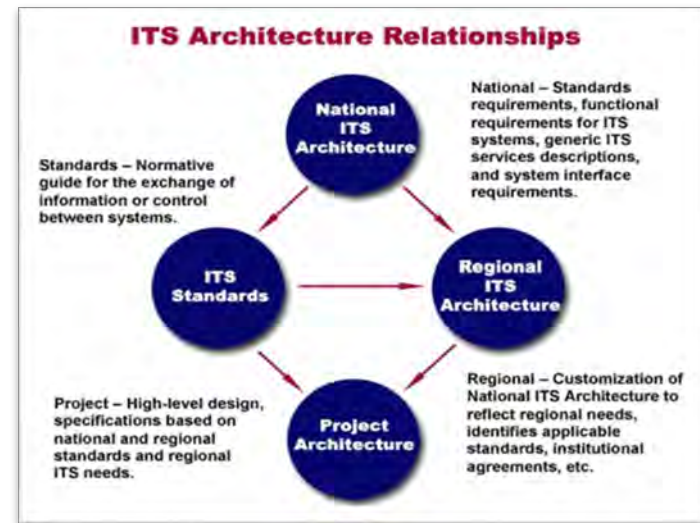 ITS Architecture Relationships
National
ITS
Architecture
National – Standards
requirements, functional
requirements for ITS
systems, generic ITS
services descriptions,
and system interface
requirements.
Standards – Normative
guide for the exchange of
information or control
between systems.
ITS
Standards
Regional
ITS
Architecture
Project – High-level design,
specifications based on
national and regional
standards and regional
ITS needs.
Project
Architecture
Regional – Customization of
National ITS Architecture to
reflect regional needs,
identifies applicable
standards, institutional
agreements, etc.